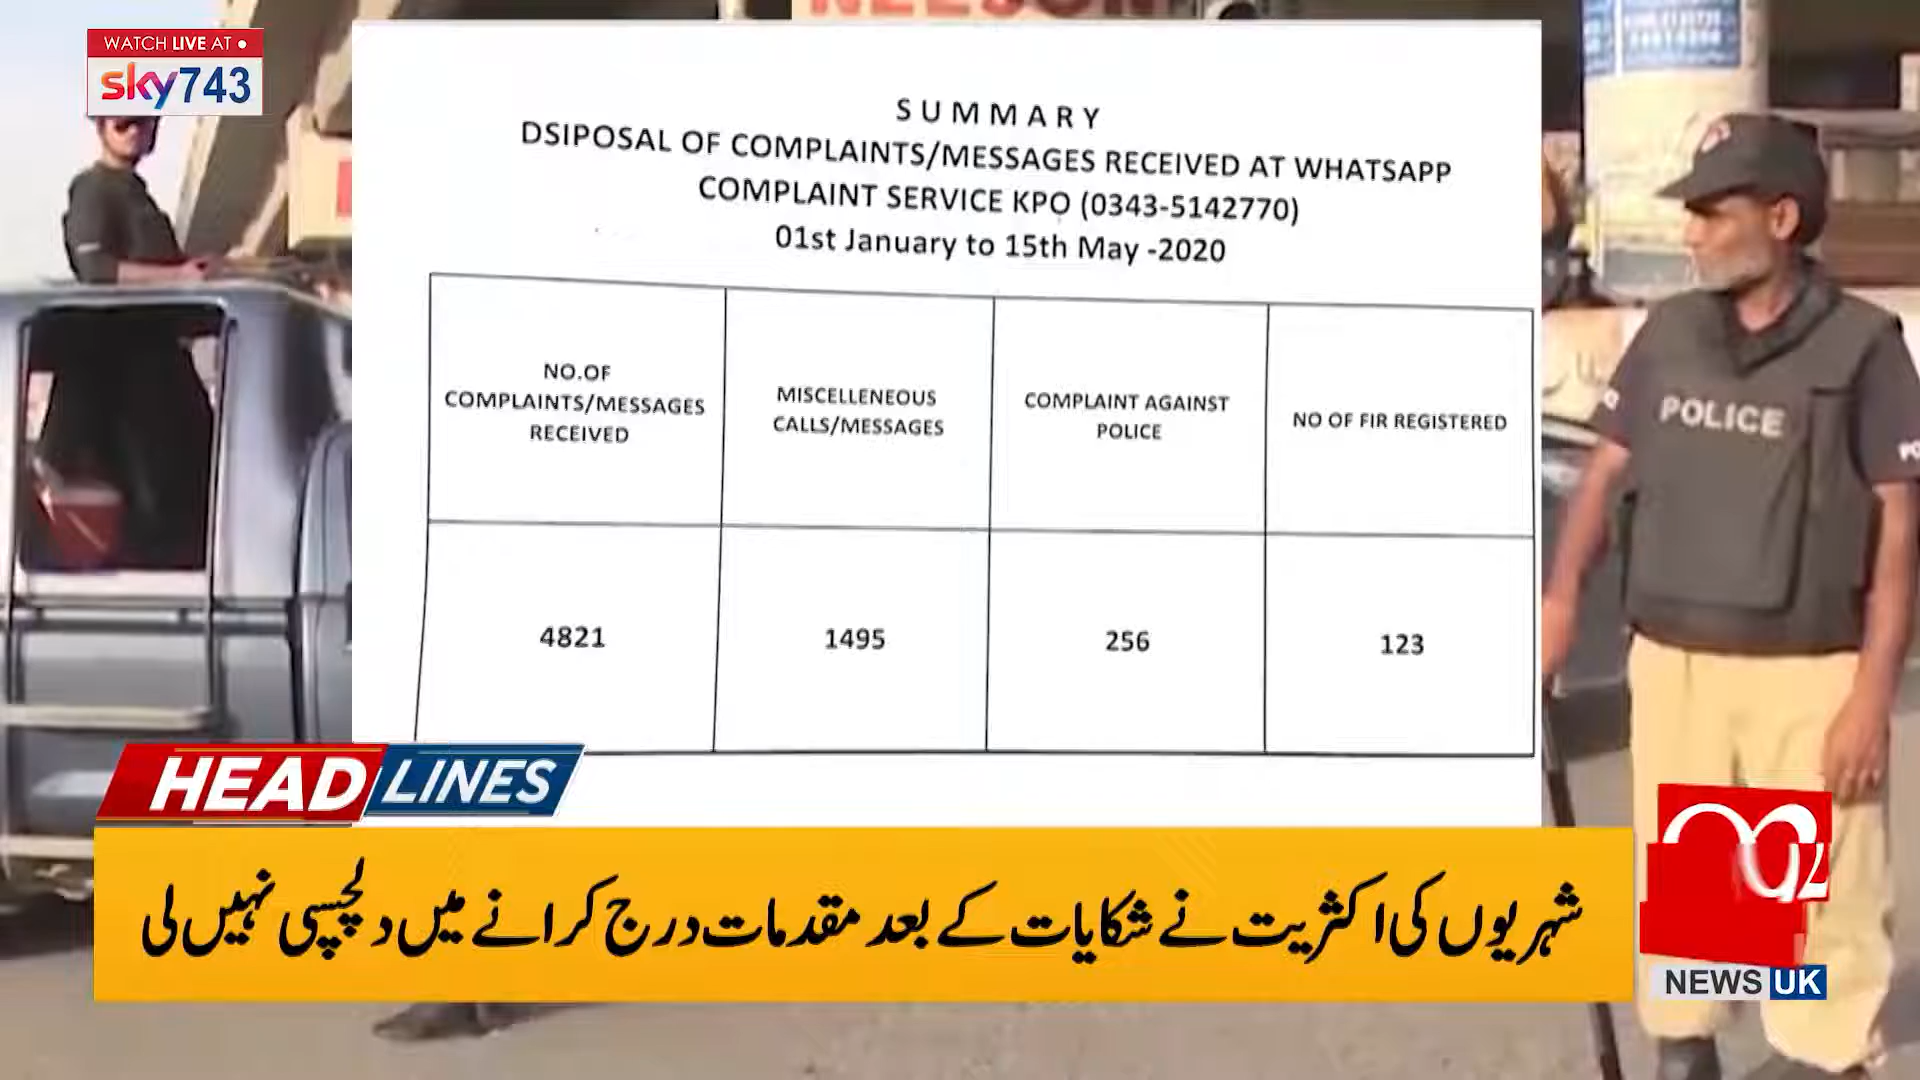 NEESON
WATCH LIVE AT
sky743
SUMMARY
DSIPOSAL OF COMPLAINTS/MESSAGES RECEIVED AT WHATSAPP
COMPLAINT SERVICE KPO (0343-5142770)
01st January to 15th May -2020
NO.OF
COMPLAINTS/MESSAGES
RECEIVED
MISCELLENEOUS
CALLS/MESSAGES
COMPLAINT AGAINST
POLICE
NO OF FIR REGISTERED
4821
1495
256
123
POLICE
HEADLINES
شہریوں کی اکثریت نے شکایات کے بعد مقدمات درج کرانے میں دلچسپی نہیں لی
92
NEWS UK